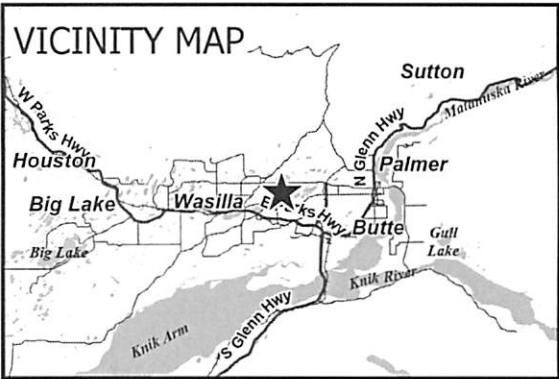 VICINITY MAP
Sutton
Matanuska River
W Parks Hwy
N Glenn Hwy
Houston
Palmer
Big Lake
Wasilla
E Parks Hwy
Butte
Gull
Lake
Big Lake
Knik River
S Glenn Hwy
Knik Arm